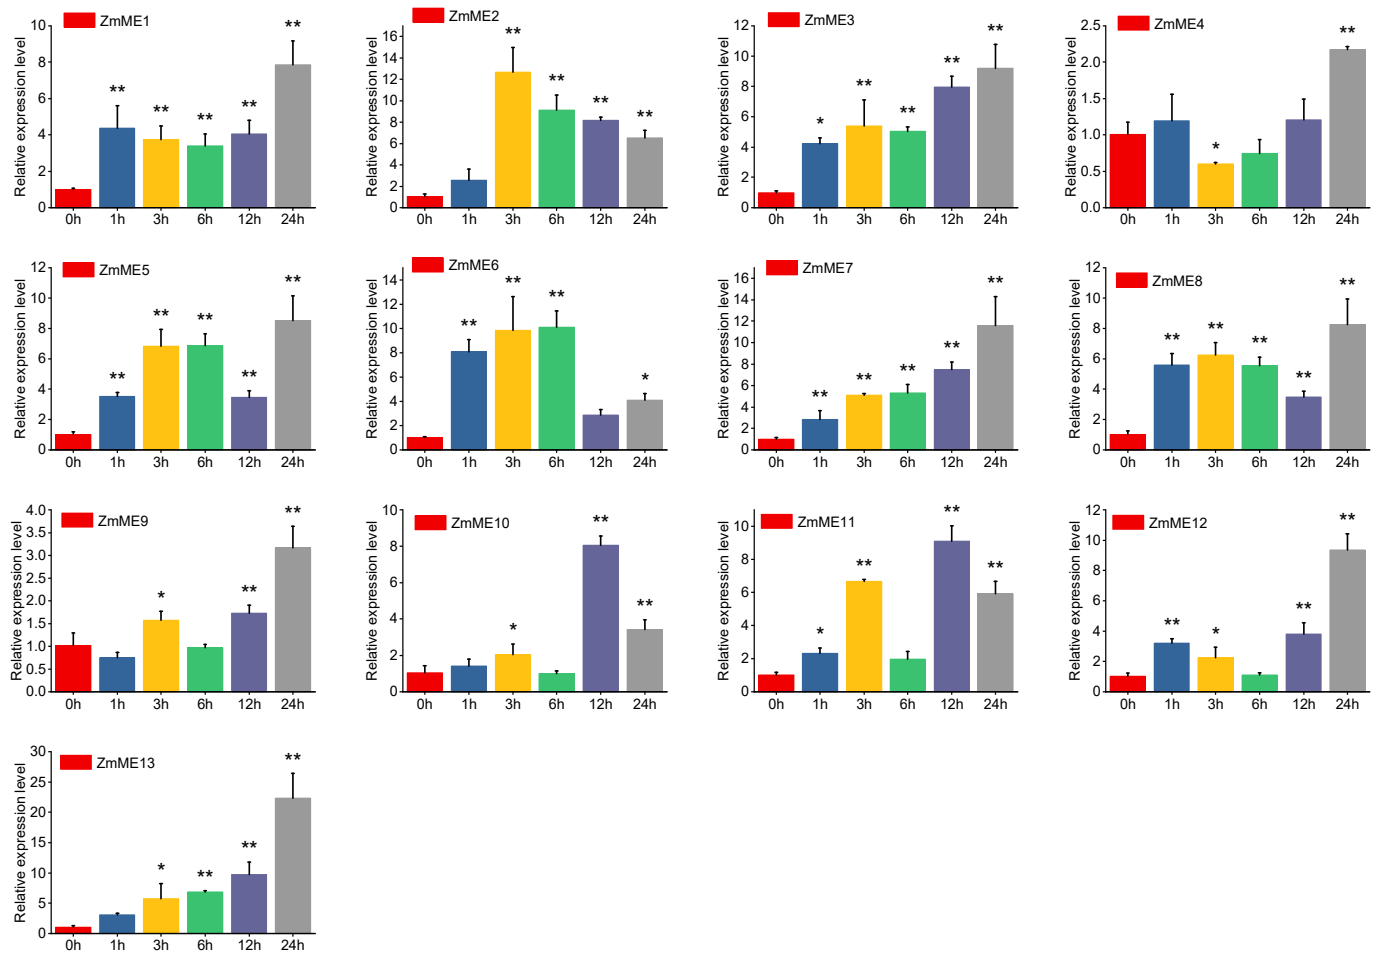 ZmME1
Relative expression level
10
8
6
4
2
0
** ** ** ** **
0h 1h 3h 6h 12h 24h
ZmME2
Relative expression level
16
14
12
10
8
6
4
2
0
** ** ** **
0h 1h 3h 6h 12h 24h
ZmME3
Relative expression level
12
10
8
6
4
2
0
* ** ** ** **
0h 1h 3h 6h 12h 24h
ZmME4
Relative expression level
2.5
2.0
1.5
1.0
0.5
0.0
* **
0h 1h 3h 6h 12h 24h
ZmME5
Relative expression level
12
10
8
6
4
2
0
** ** ** ** **
0h 1h 3h 6h 12h 24h
ZmME6
Relative expression level
14
12
10
8
6
4
2
0
** ** ** *
0h 1h 3h 6h 12h 24h
ZmME7
Relative expression level
16
14
12
10
8
6
4
2
0
** ** ** ** **
0h 1h 3h 6h 12h 24h
ZmME8
Relative expression level
12
10
8
6
4
2
0
** ** ** ** **
0h 1h 3h 6h 12h 24h
ZmME9
Relative expression level
4.0
3.5
3.0
2.5
2.0
1.5
1.0
0.5
0.0
* ** **
0h 1h 3h 6h 12h 24h
ZmME10
Relative expression level
10
8
6
4
2
0
* ** **
0h 1h 3h 6h 12h 24h
ZmME11
Relative expression level
10
8
6
4
2
0
* ** ** **
0h 1h 3h 6h 12h 24h
ZmME12
Relative expression level
12
10
8
6
4
2
0
** * ** **
0h 1h 3h 6h 12h 24h
ZmME13
Relative expression level
30
25
20
15
10
5
0
* ** ** **
0h 1h 3h 6h 12h 24h